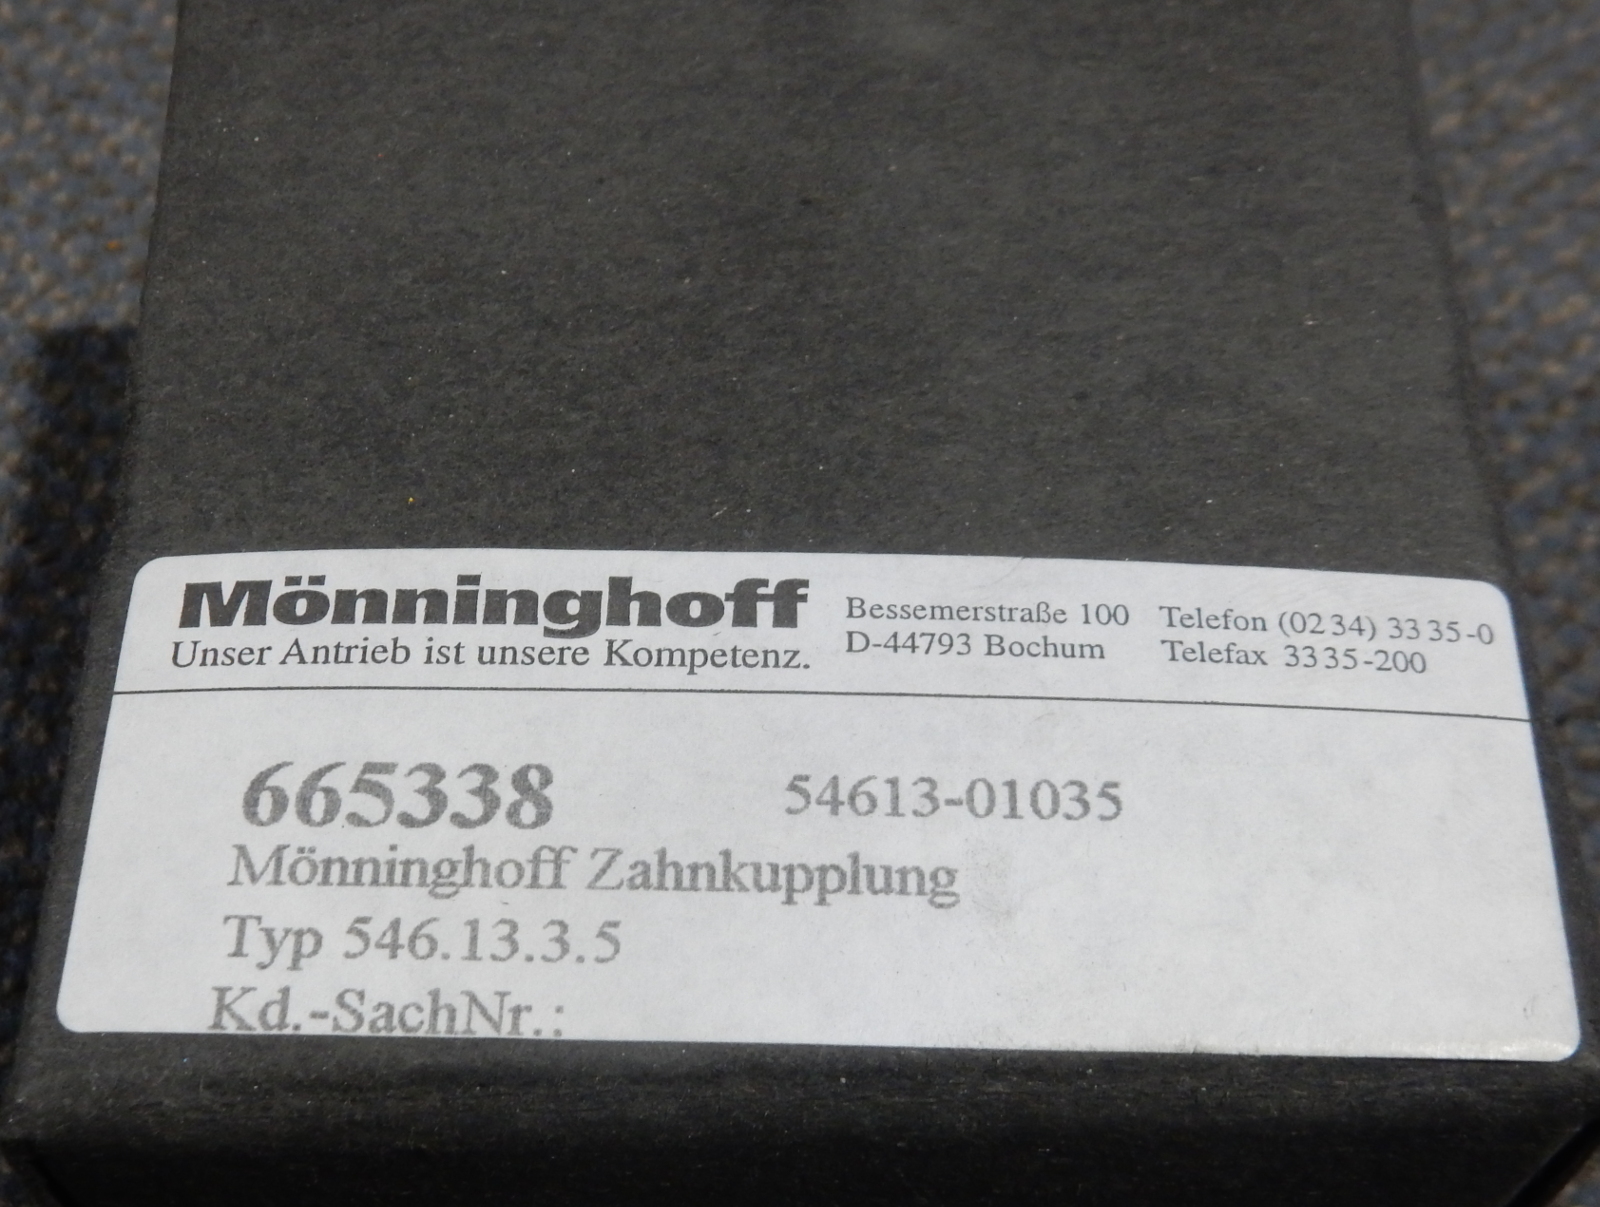 Mönninghoff
Unser Antrieb ist unsere Kompetenz.
Bessemerstraße 100
D-44793 Bochum
Telefon (02 34) 33 35-0
Telefax 33 35-200
665338 54613-01035
Mönninghoff Zahnkupplung
Typ 546.13.3.5
Kd.-SachNr.: